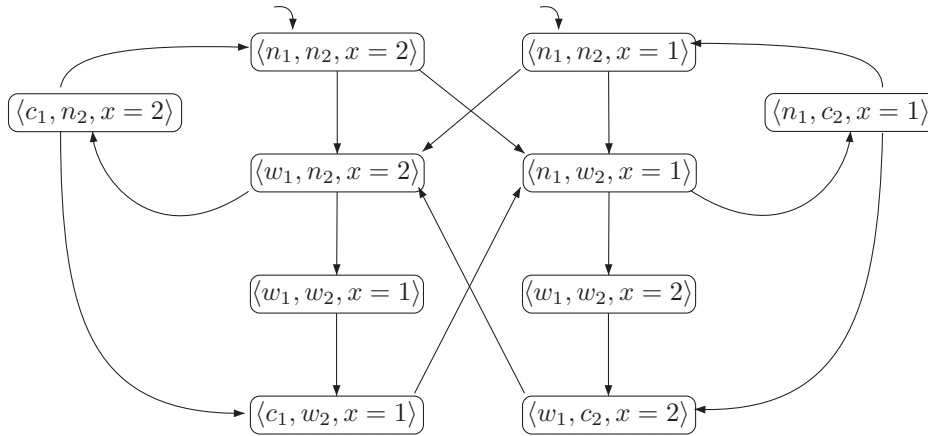 ⟨n₁, n₂, x = 2⟩
⟨n₁, n₂, x = 1⟩
⟨c₁, n₂, x = 2⟩
⟨n₁, c₂, x = 1⟩
⟨w₁, n₂, x = 2⟩
⟨n₁, w₂, x = 1⟩
⟨w₁, w₂, x = 1⟩
⟨w₁, w₂, x = 2⟩
⟨c₁, w₂, x = 1⟩
⟨w₁, c₂, x = 2⟩